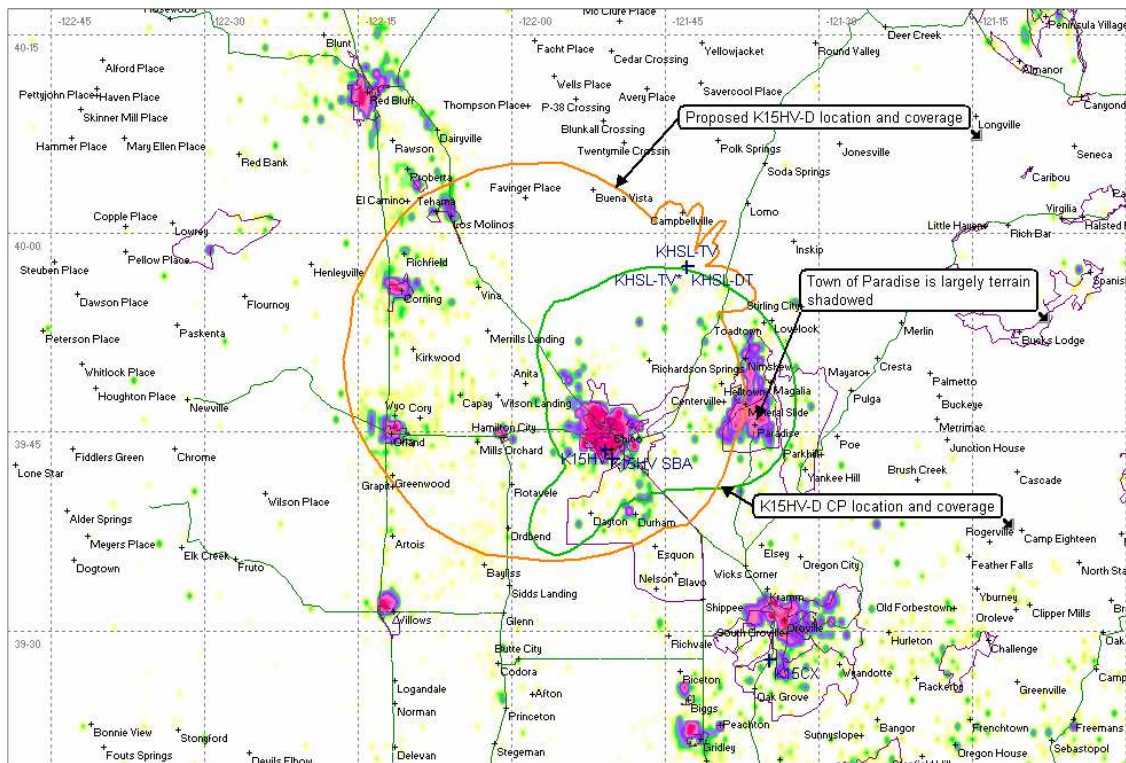 -122-45 -122-30 -122-15 -122-00 -121-45 -121-30 -121-15
Mc Clure Place
Deer Creek
Peninsula Village
40-15
Blunt
Facht Place
Yellowjacket
Round Valley
Cedar Crossing
Alford Place
Almanor
Wells Place
Pettyjohn Place
Haven Place
Avery Place
Savercool Place
Red Bluff
Thompson Place
P-38 Crossing
Skinner Mill Place
Proposed K15HV-D location and coverage
Longville
Blunkall Crossing
Dairyville
Hammer Place
Mary Ellen Place
Rawson
Twentymile Crossin
Polk Springs
Jonesville
Seneca
Red Bank
Soda Springs
Proberta
Caribou
Favinger Place
Buena Vista
El Camino
Tehama
Lomo
Copple Place
Campbellville
Los Molinos
Virgilia
Lowrey
Little Haven
Rich Bar
Halsted
40-00
Inskip
KHSL-TV
Pellow Place
Richfield
Steuben Place
Henleyville
KHSL-TV* KHSL-DT
Town of Paradise is largely terrain
shadowed
Spanish
Dawson Place
Flournoy
Corning
Vina
Stirling City
Toadtown
Lovelock
Merlin
Paskenta
Peterson Place
Merrills Landing
Bucks Lodge
Kirkwood
Richardson Springs
Nimshew
Whitlock Place
Anita
Mayaro
Cresta
Palmetto
Houghton Place
Helltown
Magalia
Newville
Wyo
Cory
Capay
Wilson Landing
Centerville
Pulga
Buckeye
Mineral Slide
Merrimac
39-45
Orland
Hamilton City
Chico
Paradise
Poe
Junction House
Fiddlers Green
Chrome
Mills Orchard
K15HV
K15HV SBA
Parkhill
Lone Star
Yankee Hill
Brush Creek
Cascade
Grapit
Greenwood
Wilson Place
Rotavele
K15HV-D CP location and coverage
Alder Springs
Dayton
Durham
Rogerville
Camp Eighteen
Meyers Place
Artois
Ordbend
Elk Creek
Esquon
Elsey
Oregon City
Dogtown
Fruto
Bayliss
Wicks Corner
Feather Falls
North Star
Nelson
Blavo
Sidds Landing
Kramm
Yburney
Shippee
Old Forbestown
Clipper Mills
Willows
Glenn
Oroville
Oroleve
39-30
South Oroville
Richvale
Hurleton
Challenge
Oak
Butte City
Codora
K15CX
Wyandotte
Riceton
Rackerby
Logandale
Oak Grove
Greenville
Camp
Afton
Norman
Biggs
Princeton
Peachton
Bangor
Frenchtown
Freemans
Bonnie View
Stonyford
Sunnyslope
Fouts Springs
Delevan
Stegeman
Gridley
Oregon House
Sebastopol
Devils Elbow